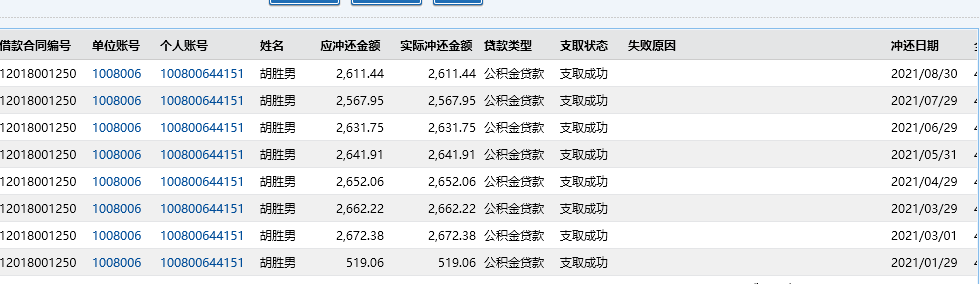 借款合同编号 单位账号 个人账号 姓名 应冲还金额 实际冲还金额 贷款类型 支取状态 失败原因 冲还日期
12018001250 1008006 100800644151 胡胜男 2,611.44 2,611.44 公积金贷款 支取成功 2021/08/30
12018001250 1008006 100800644151 胡胜男 2,567.95 2,567.95 公积金贷款 支取成功 2021/07/29
12018001250 1008006 100800644151 胡胜男 2,631.75 2,631.75 公积金贷款 支取成功 2021/06/29
12018001250 1008006 100800644151 胡胜男 2,641.91 2,641.91 公积金贷款 支取成功 2021/05/31
12018001250 1008006 100800644151 胡胜男 2,652.06 2,652.06 公积金贷款 支取成功 2021/04/29
12018001250 1008006 100800644151 胡胜男 2,662.22 2,662.22 公积金贷款 支取成功 2021/03/29
12018001250 1008006 100800644151 胡胜男 2,672.38 2,672.38 公积金贷款 支取成功 2021/03/01
12018001250 1008006 100800644151 胡胜男 519.06 519.06 公积金贷款 支取成功 2021/01/29